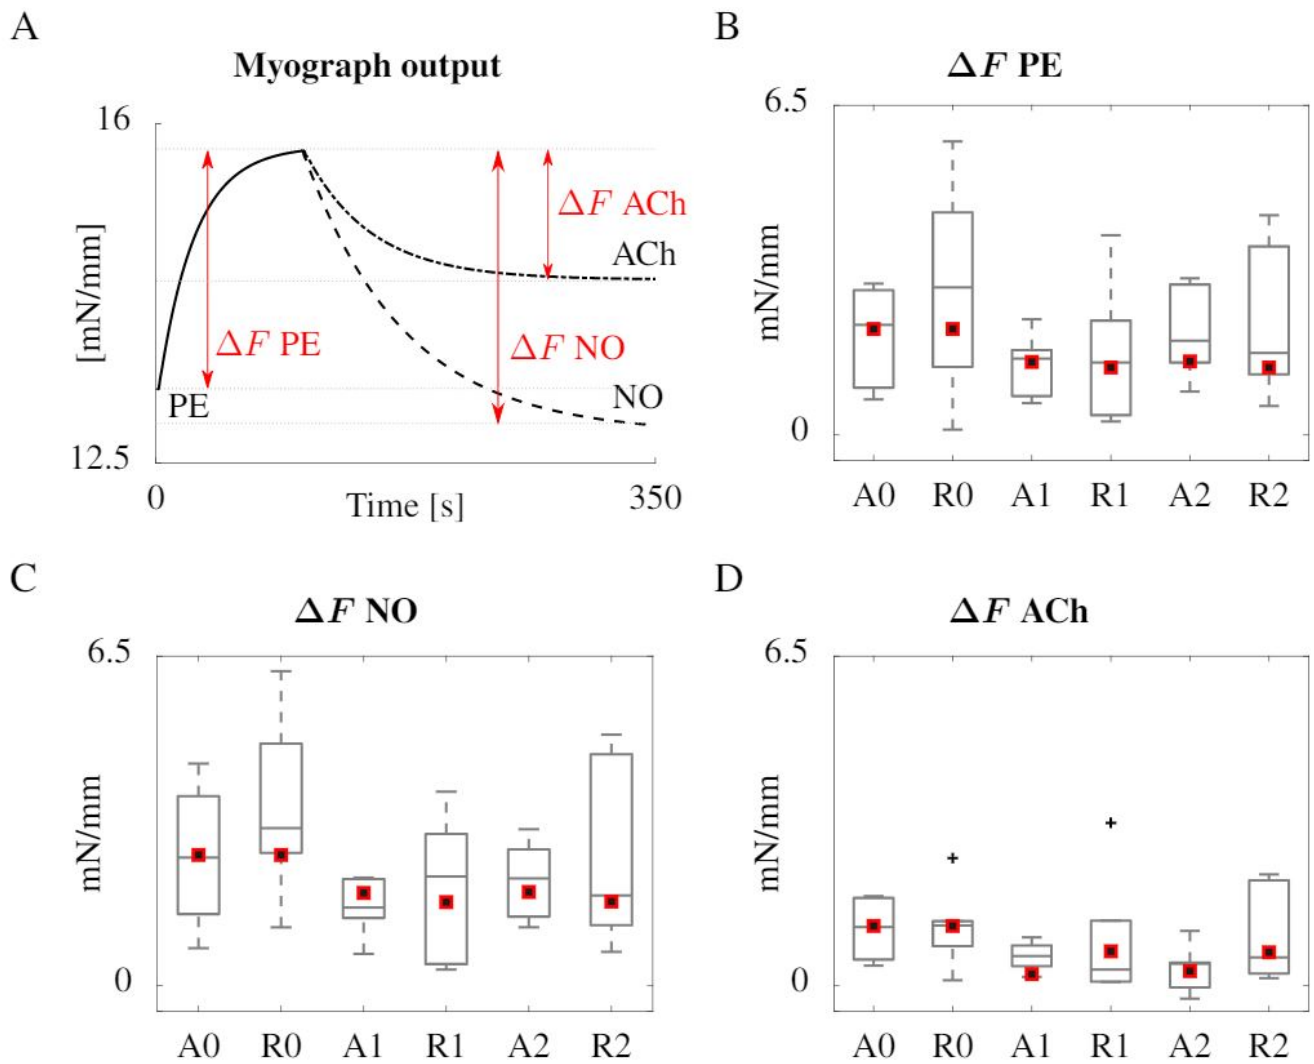 A
Myograph output
16
[mN/mm]
ΔF ACh
ACh
ΔF PE
ΔF NO
PE
NO
12.5
0
Time [s]
350
B
ΔF PE
6.5
mN/mm
0
A0 R0 A1 R1 A2 R2
C
ΔF NO
6.5
mN/mm
0
A0 R0 A1 R1 A2 R2
D
ΔF ACh
6.5
mN/mm
0
A0 R0 A1 R1 A2 R2